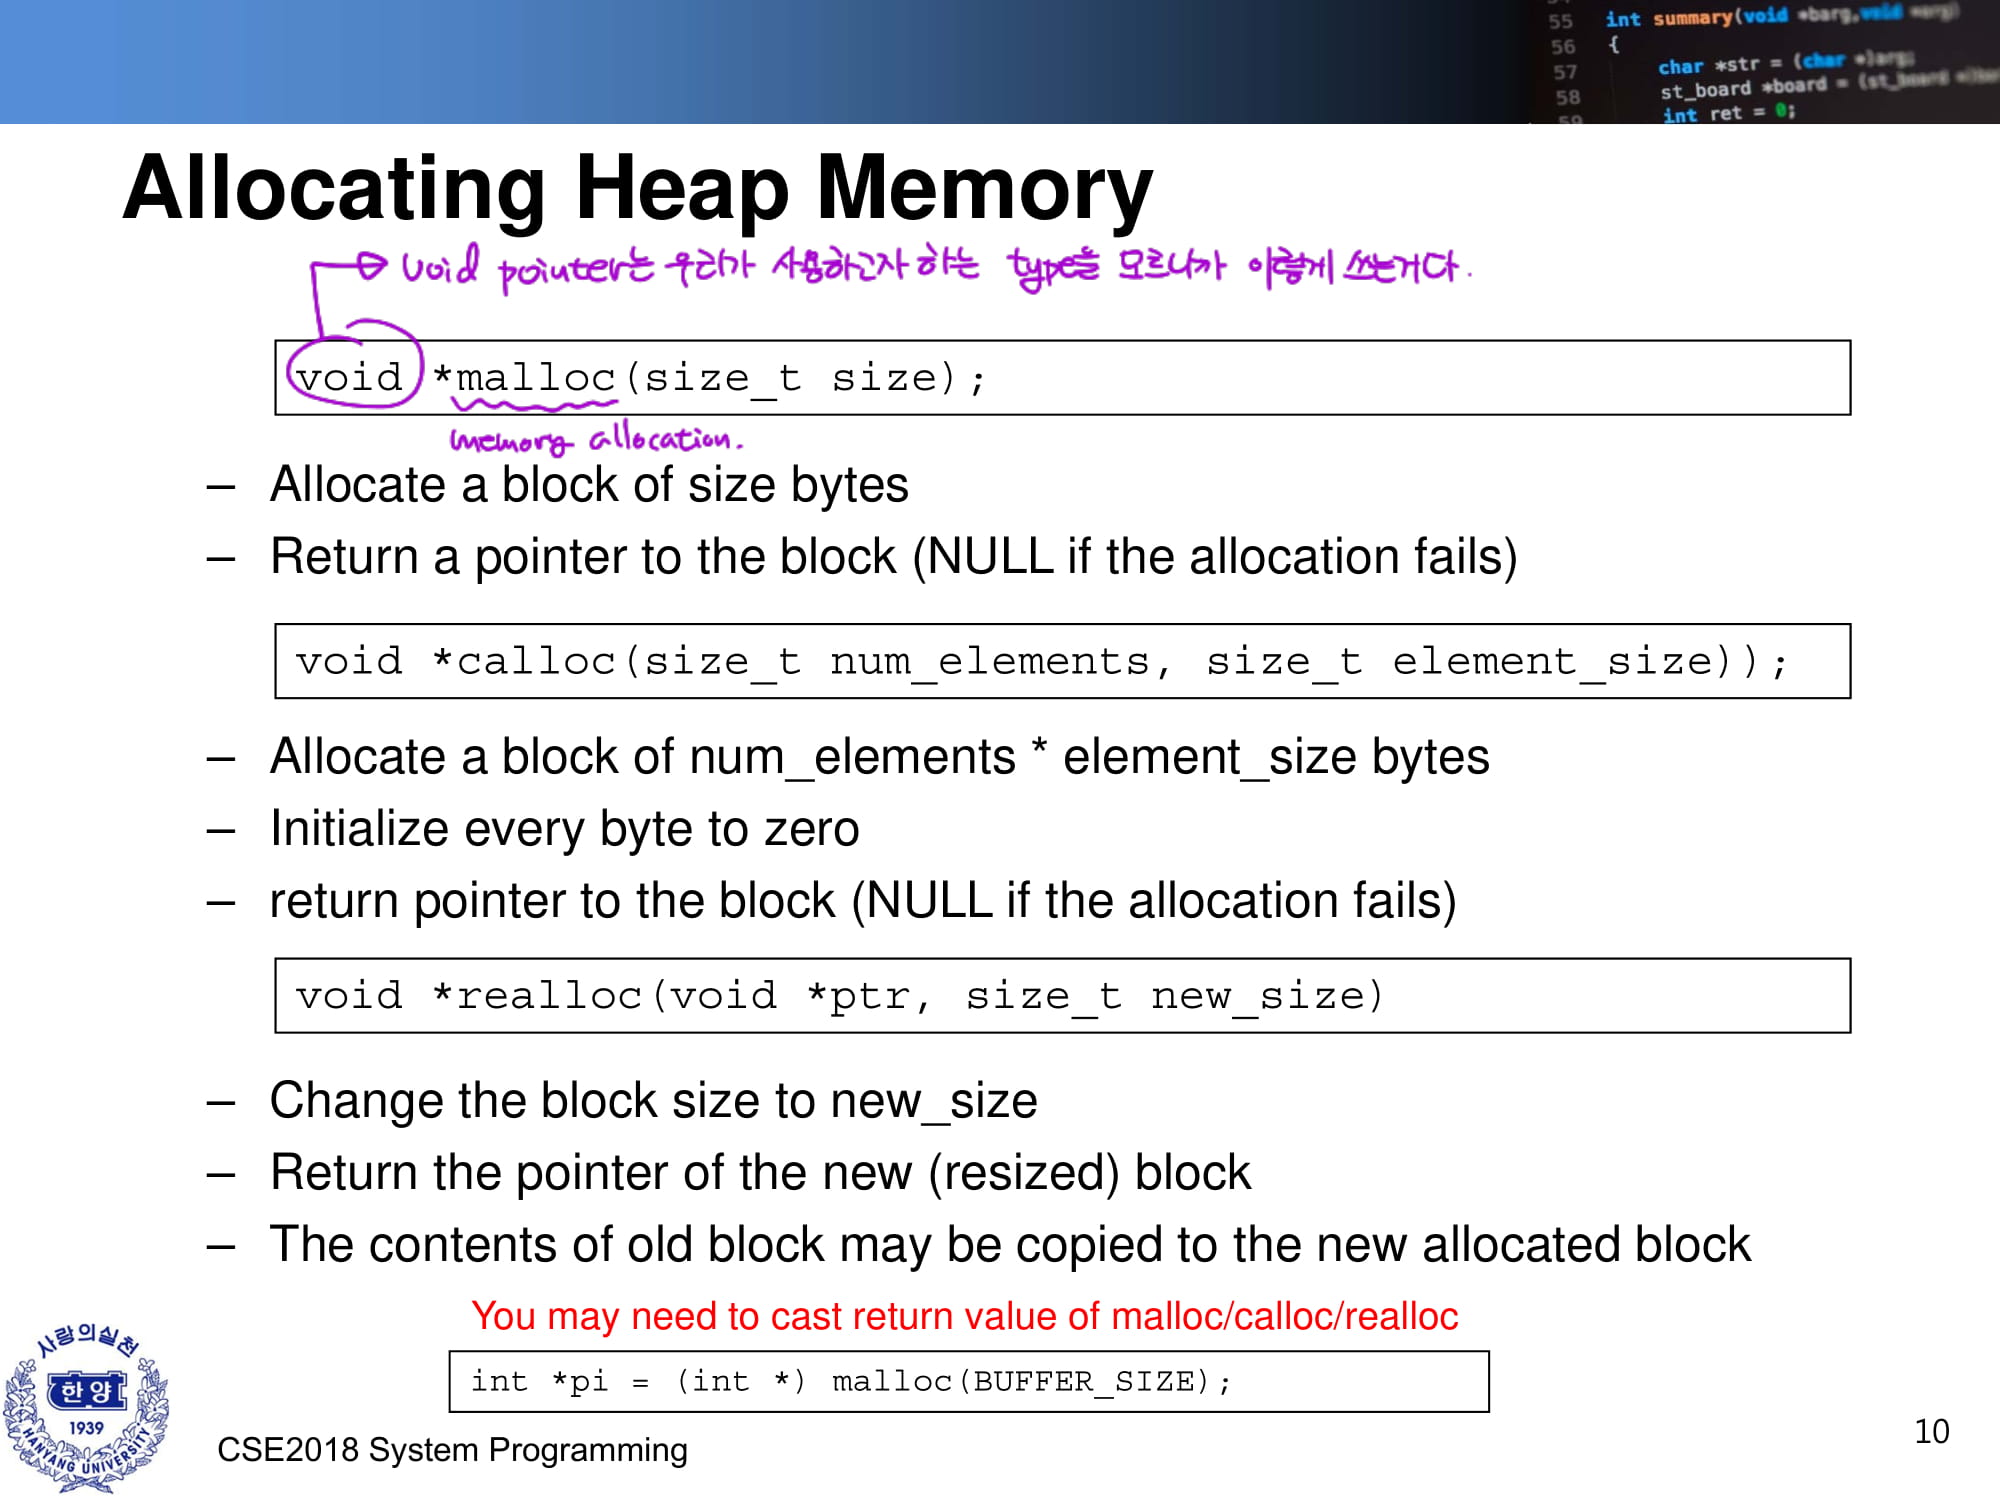 55 int summary(void *barg, void *arg)
56 {
57 char *str = (char *)arg;
58 st_board *board = (st_board *)
59 int ret = 0;
Allocating Heap Memory
void pointer는 우리가 사용하고자 하는 type을 모르니까 이렇게 쓰는거다.
void *malloc(size_t size);
memory allocation.
– Allocate a block of size bytes
– Return a pointer to the block (NULL if the allocation fails)
void *calloc(size_t num_elements, size_t element_size));
– Allocate a block of num_elements * element_size bytes
– Initialize every byte to zero
– return pointer to the block (NULL if the allocation fails)
void *realloc(void *ptr, size_t new_size)
– Change the block size to new_size
– Return the pointer of the new (resized) block
– The contents of old block may be copied to the new allocated block
You may need to cast return value of malloc/calloc/realloc
int *pi = (int *) malloc(BUFFER_SIZE);
사랑의실천
한양
1939
HANYANG UNIVERSITY
CSE2018 System Programming
10